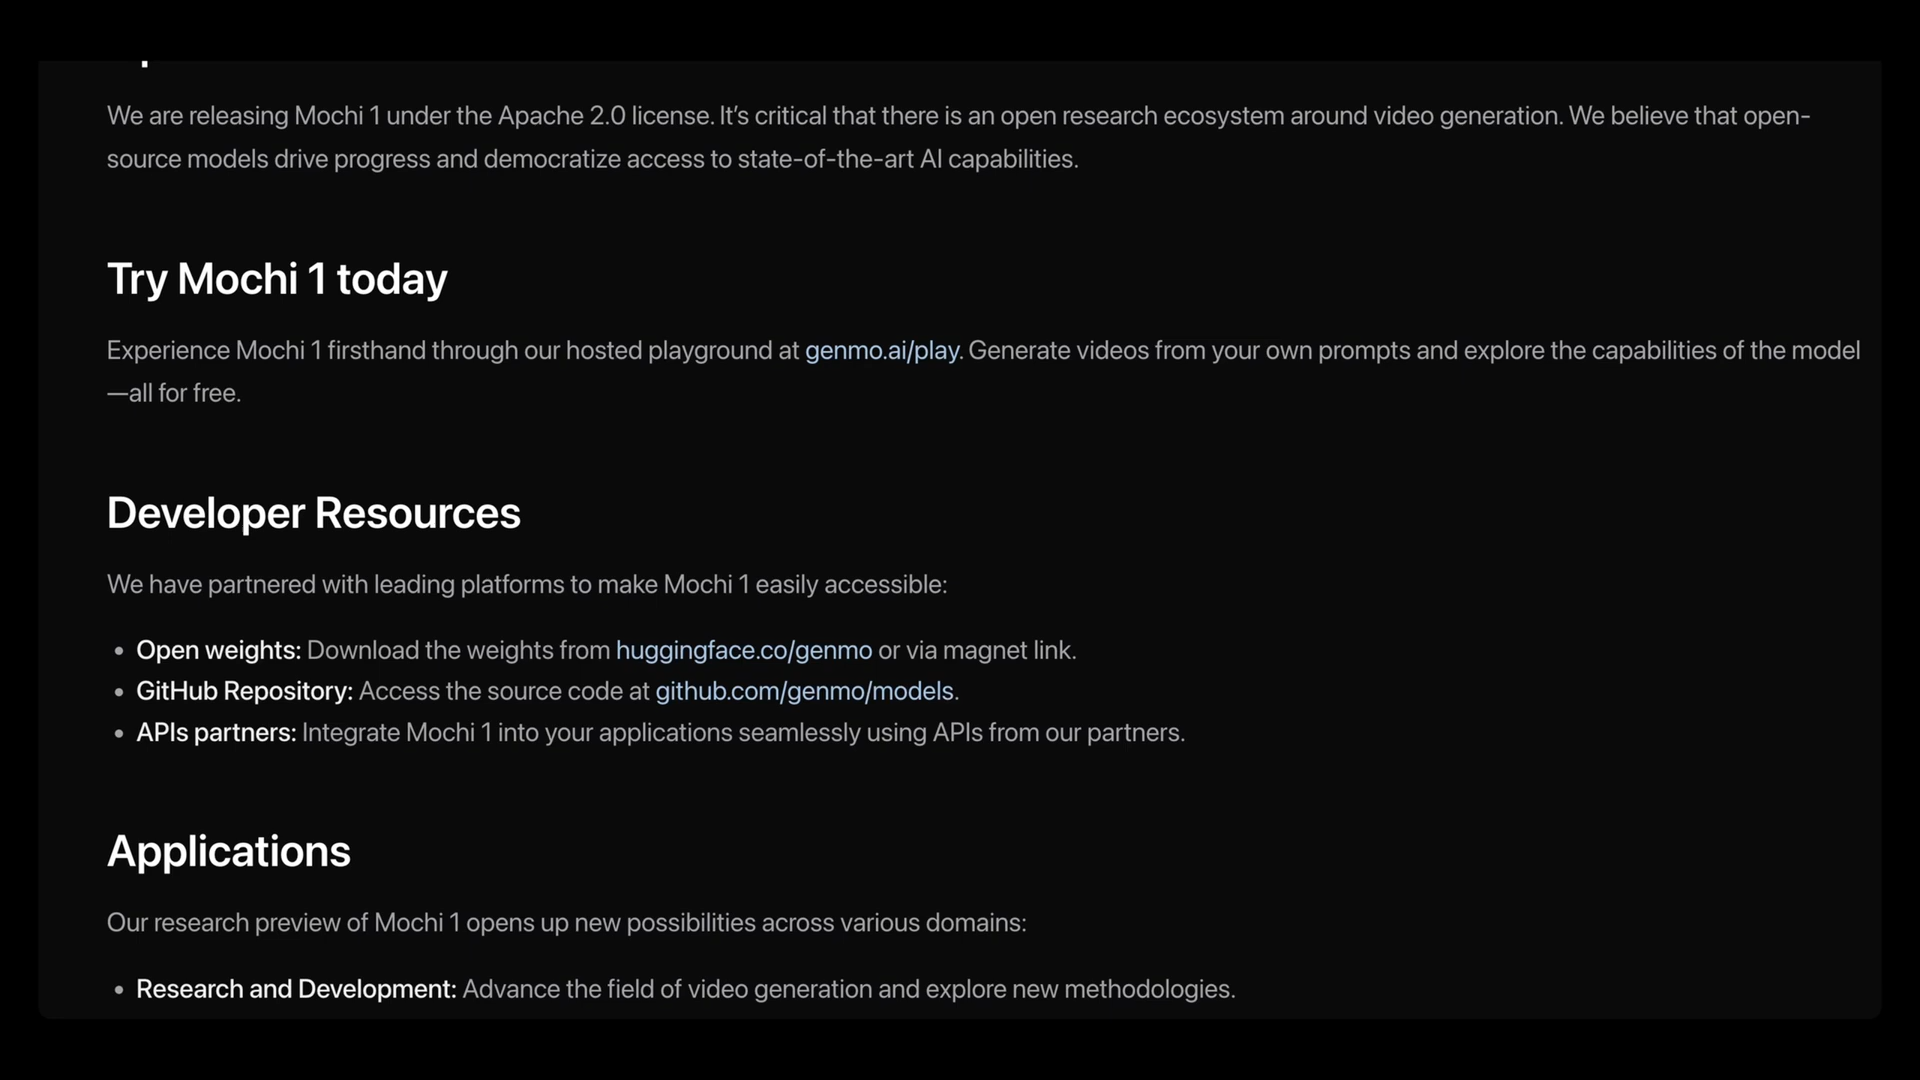 We are releasing Mochi 1 under the Apache 2.0 license. It’s critical that there is an open research ecosystem around video generation. We believe that open-
source models drive progress and democratize access to state-of-the-art AI capabilities.
Try Mochi 1 today
Experience Mochi 1 firsthand through our hosted playground at genmo.ai/play. Generate videos from your own prompts and explore the capabilities of the model
—all for free.
Developer Resources
We have partnered with leading platforms to make Mochi 1 easily accessible:
• Open weights: Download the weights from huggingface.co/genmo or via magnet link.
• GitHub Repository: Access the source code at github.com/genmo/models.
• APIs partners: Integrate Mochi 1 into your applications seamlessly using APIs from our partners.
Applications
Our research preview of Mochi 1 opens up new possibilities across various domains:
• Research and Development: Advance the field of video generation and explore new methodologies.